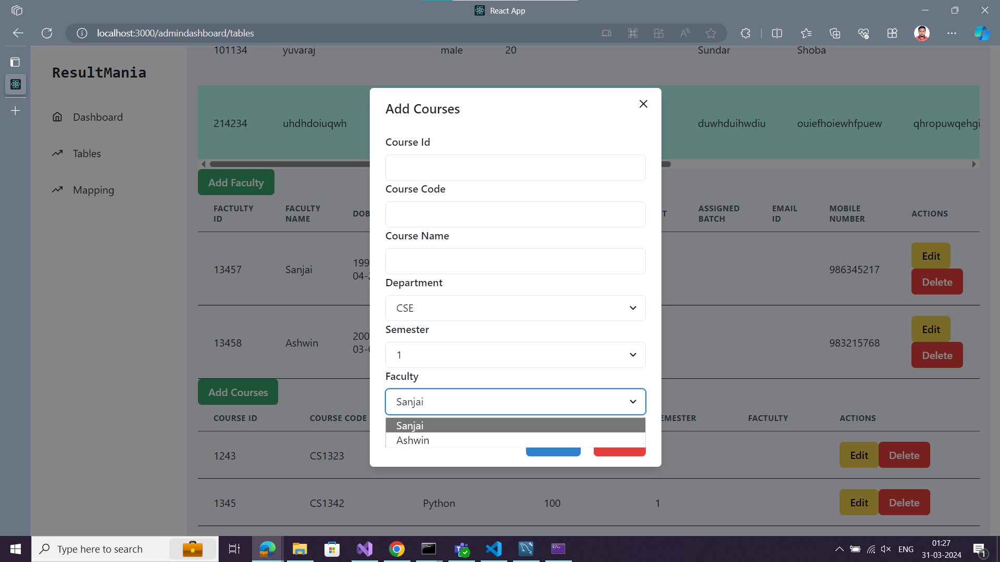 React App
localhost:3000/admindashboard/tables
ResultMania
Dashboard
Tables
Mapping
101134 yuvaraj male 20 Sundar Shoba
214234 uhdhdoiuqwh duwhduihwdiu ouiefhoiewhfpuew qhropuwqehgi
Add Faculty
FACTULTY ID FACULTY NAME DOB T ASSIGNED BATCH EMAIL ID MOBILE NUMBER ACTIONS
13457 Sanjai 199 04-2 986345217 Edit Delete
13458 Ashwin 200 03-0 983215768 Edit Delete
Add Courses
COURSE ID COURSE CODE EMESTER FACTULTY ACTIONS
1243 CS1323 Edit Delete
1345 CS1342 Python 100 1 Edit Delete
Add Courses
Course Id
Course Code
Course Name
Department
CSE
Semester
1
Faculty
Sanjai
Sanjai
Ashwin
Type here to search
ENG
01:27
31-03-2024
1